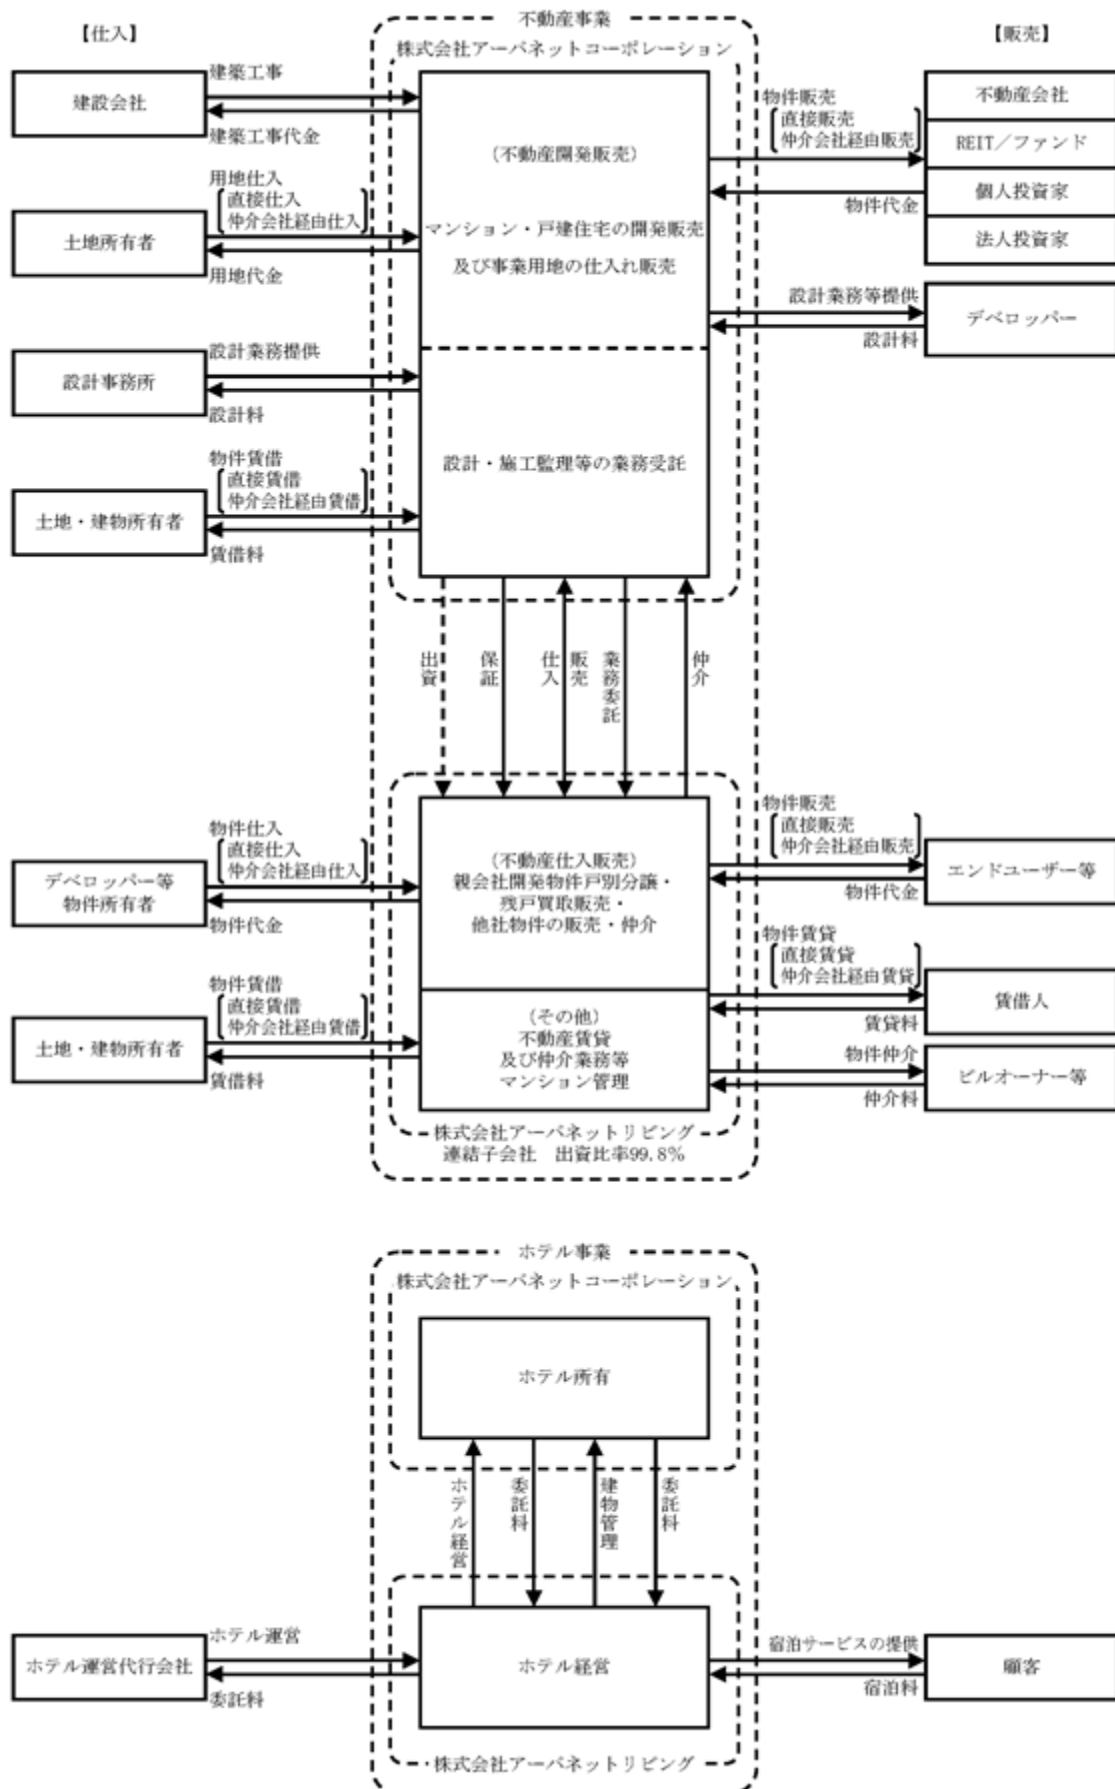 不動産事業
【仕入】
【販売】
株式会社アーバネットコーポレーション
建設会社
建築工事
建築工事代金
用地仕入
直接仕入
仲介会社経由仕入
土地所有者
用地代金
設計業務提供
設計事務所
設計料
物件賃借
直接賃借
仲介会社経由賃借
土地・建物所有者
賃借料
(不動産開発販売)
マンション・戸建住宅の開発販売
及び事業用地の仕入れ販売
設計・施工監理等の業務受託
物件販売
直接販売
仲介会社経由販売
物件代金
不動産会社
REIT/ファンド
個人投資家
法人投資家
設計業務等提供
設計料
デベロッパー
出資
保証
仕入
販売
業務委託
仲介
物件仕入
直接仕入
仲介会社経由仕入
デベロッパー等
物件所有者
物件代金
物件賃借
直接賃借
仲介会社経由賃借
土地・建物所有者
賃借料
(不動産仕入販売)
親会社開発物件戸別分譲・
残戸買取販売・
他社物件の販売・仲介
(その他)
不動産賃貸
及び仲介業務等
マンション管理
株式会社アーバネットリビング
連結子会社 出資比率99.8%
物件販売
直接販売
仲介会社経由販売
エンドユーザー等
物件代金
物件賃貸
直接賃貸
仲介会社経由賃貸
賃借人
賃貸料
物件仲介
ビルオーナー等
仲介料
ホテル事業
株式会社アーバネットコーポレーション
ホテル所有
ホテル経営
委託料
建物管理
委託料
ホテル運営
ホテル運営代行会社
委託料
ホテル経営
宿泊サービスの提供
顧客
宿泊料
株式会社アーバネットリビング